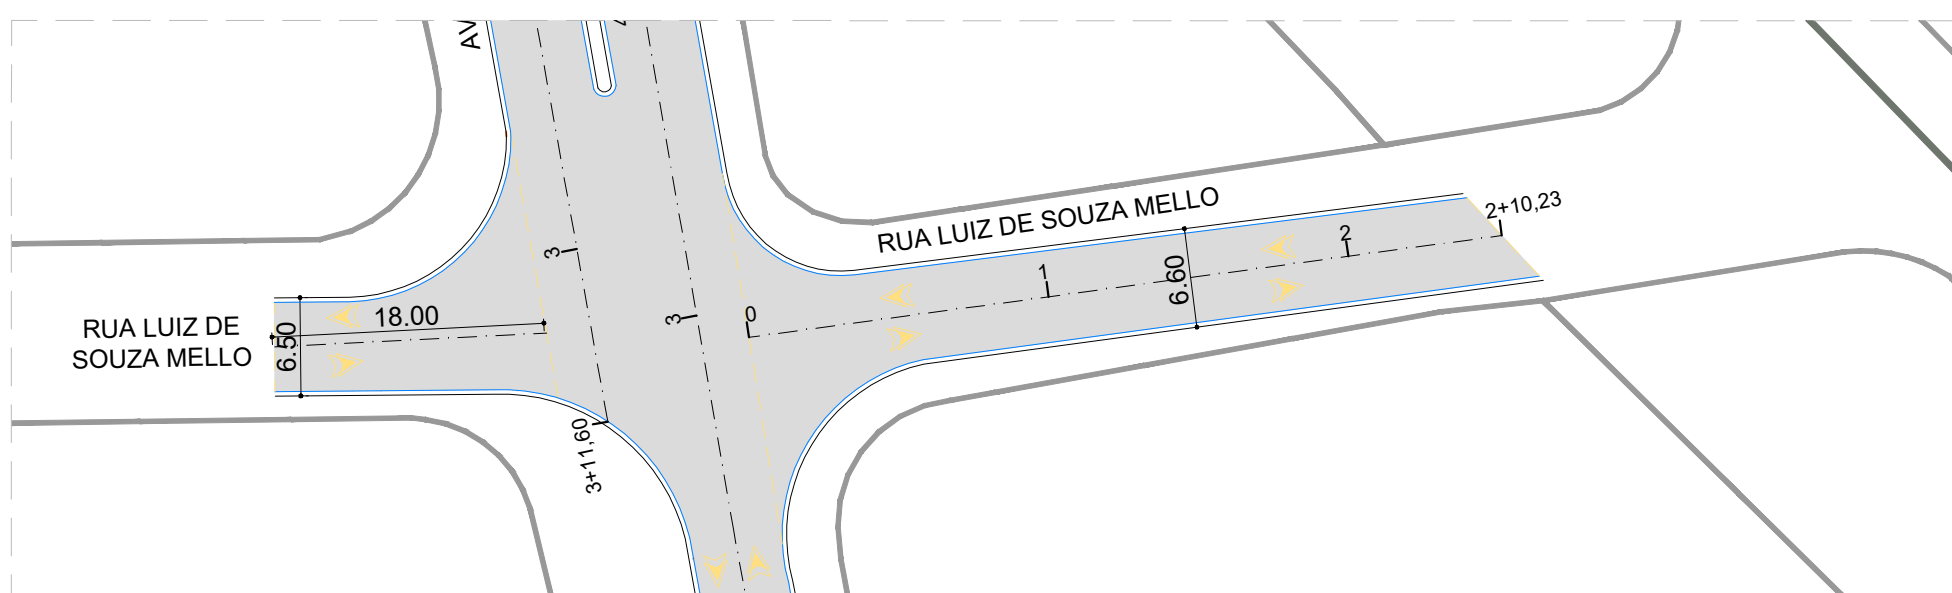 AV
RUA LUIZ DE SOUZA MELLO
2+10,23
2
1
6.60
0
3
3
18.00
6.50
RUA LUIZ DE
SOUZA MELLO
3+11,60